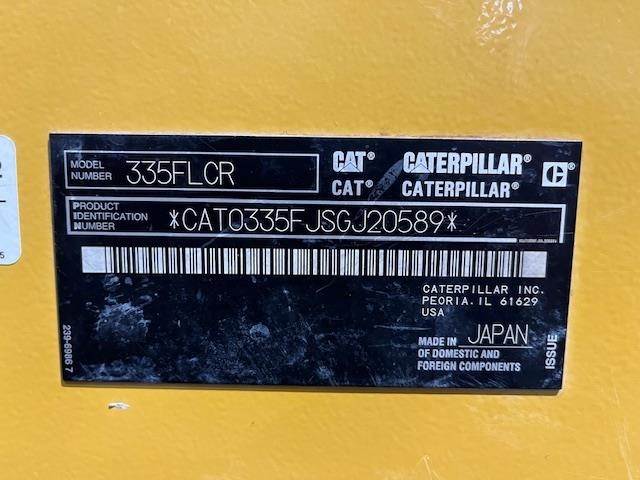 MODEL
NUMBER
335FLCR
CAT®
CATERPILLAR®
CAT®
CATERPILLAR®
C
PRODUCT
IDENTIFICATION
NUMBER
*CAT0335FJSGJ20589*
CATERPILLAR INC.
PEORIA. IL 61629
USA
MADE IN JAPAN
OF DOMESTIC AND
FOREIGN COMPONENTS
ISSUE
239-6986 7
5